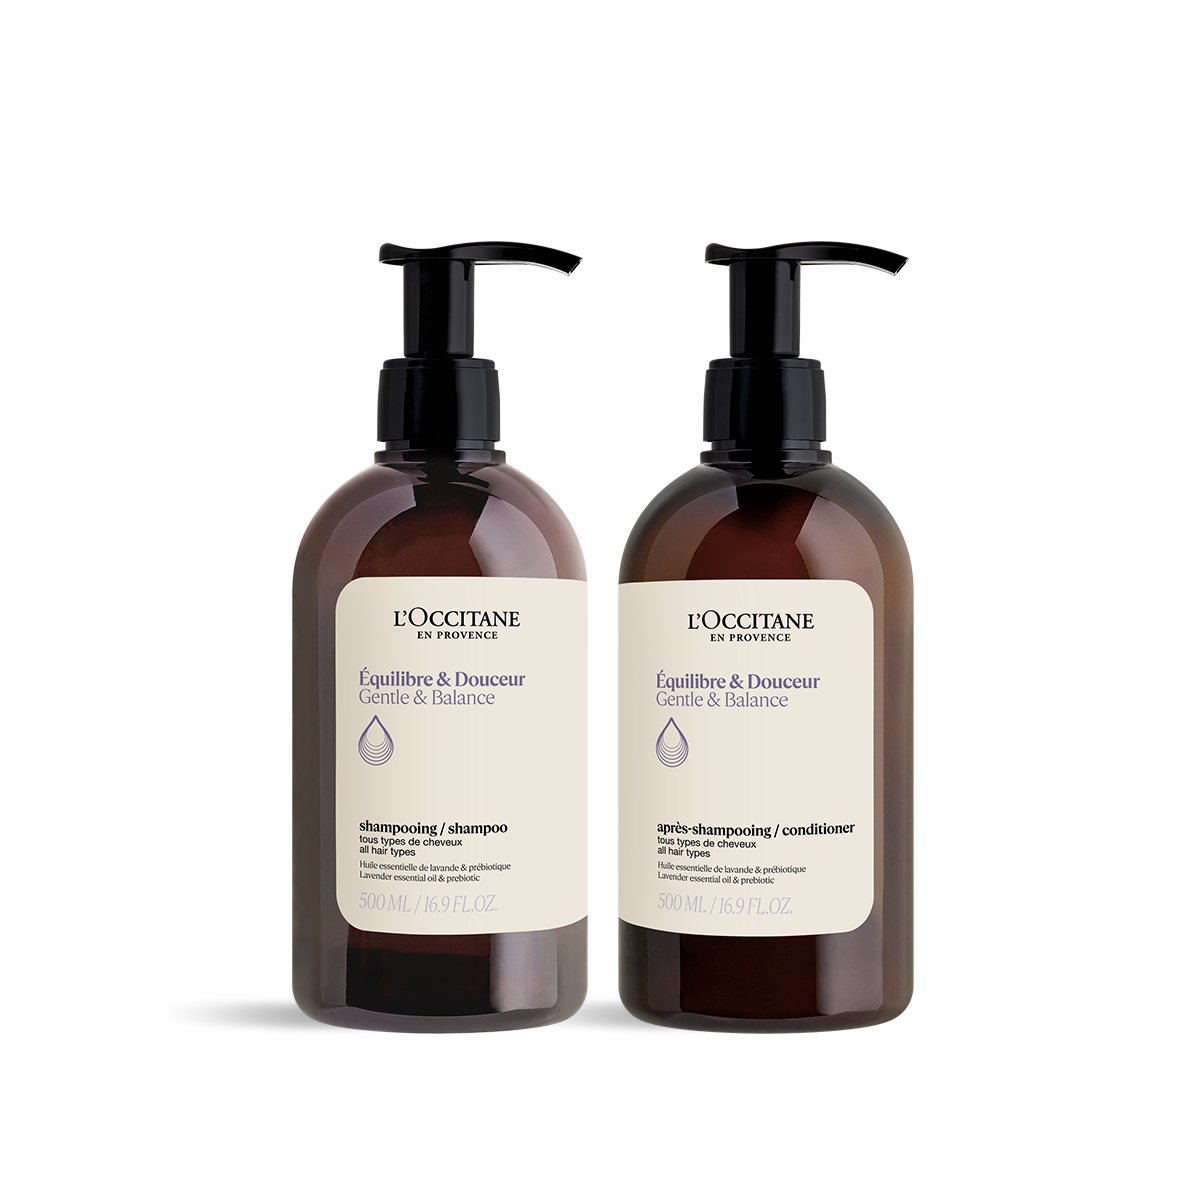 L'OCCITANE
EN PROVENCE
Équilibre & Douceur
Gentle & Balance
shampooing / shampoo
tous types de cheveux
all hair types
Huile essentielle de lavande & prébiotique
Lavender essential oil & prebiotic
500 ML / 16.9 FL.OZ.
L'OCCITANE
EN PROVENCE
Équilibre & Douceur
Gentle & Balance
après-shampooing / conditioner
tous types de cheveux
all hair types
Huile essentielle de lavande & prébiotique
Lavender essential oil & prebiotic
500 ML / 16.9 FL.OZ.